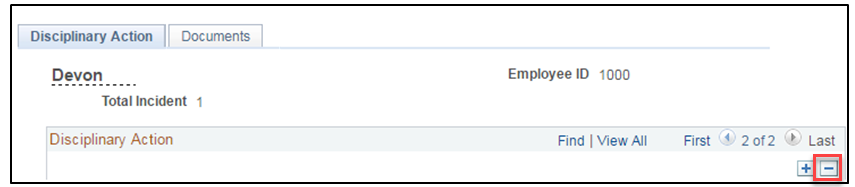 Disciplinary Action Documents
Devon Employee ID 1000
Total Incident 1
Disciplinary Action Find | View All First 2 of 2 Last
+ −